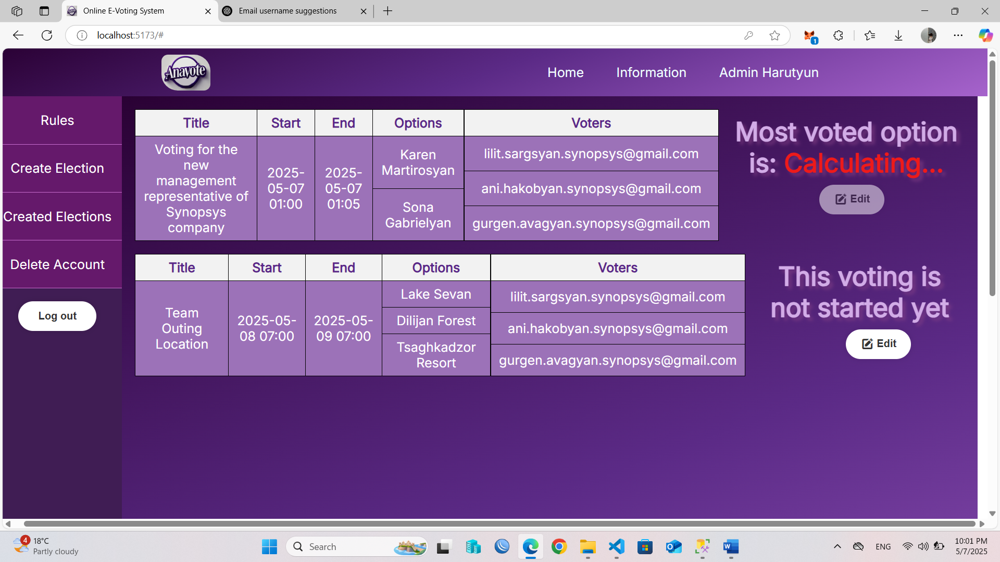 Online E-Voting System
Email username suggestions
localhost:5173/#
1
Anavote
Home
Information
Admin Harutyun
Rules
Create Election
Created Elections
Delete Account
Log out
Title
Start
End
Options
Voters
Voting for the
new
management
representative of
Synopsys
company
2025-
05-07
01:00
2025-
05-07
01:05
Karen
Martirosyan
Sona
Gabrielyan
lilit.sargsyan.synopsys@gmail.com
ani.hakobyan.synopsys@gmail.com
gurgen.avagyan.synopsys@gmail.com
Most voted option
is: Calculating...
Edit
Title
Start
End
Options
Voters
Team
Outing
Location
2025-05-
08 07:00
2025-05-
09 07:00
Lake Sevan
Dilijan Forest
Tsaghkadzor
Resort
lilit.sargsyan.synopsys@gmail.com
ani.hakobyan.synopsys@gmail.com
gurgen.avagyan.synopsys@gmail.com
This voting is
not started yet
Edit
4
18°C
Partly cloudy
Search
ENG
10:01 PM
5/7/2025